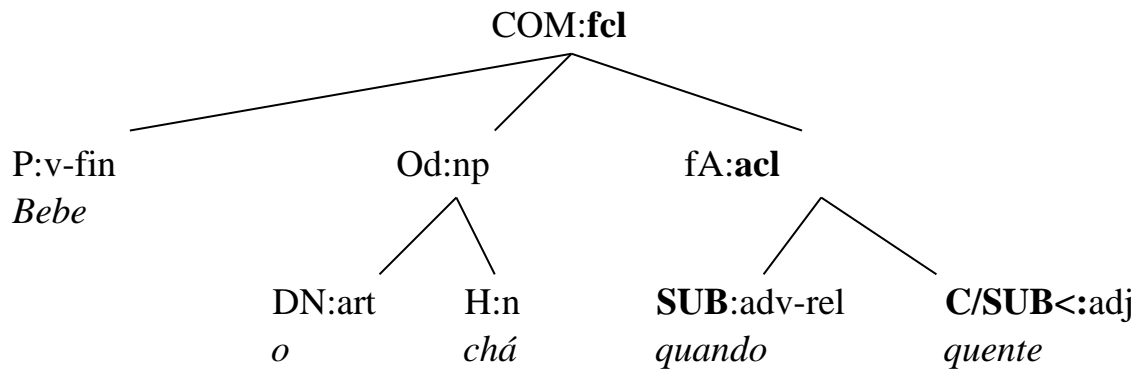 COM:fcl
P:v-fin Od:np fA:acl
Bebe
DN:art H:n SUB:adv-rel C/SUB<:adj
o chá quando quente